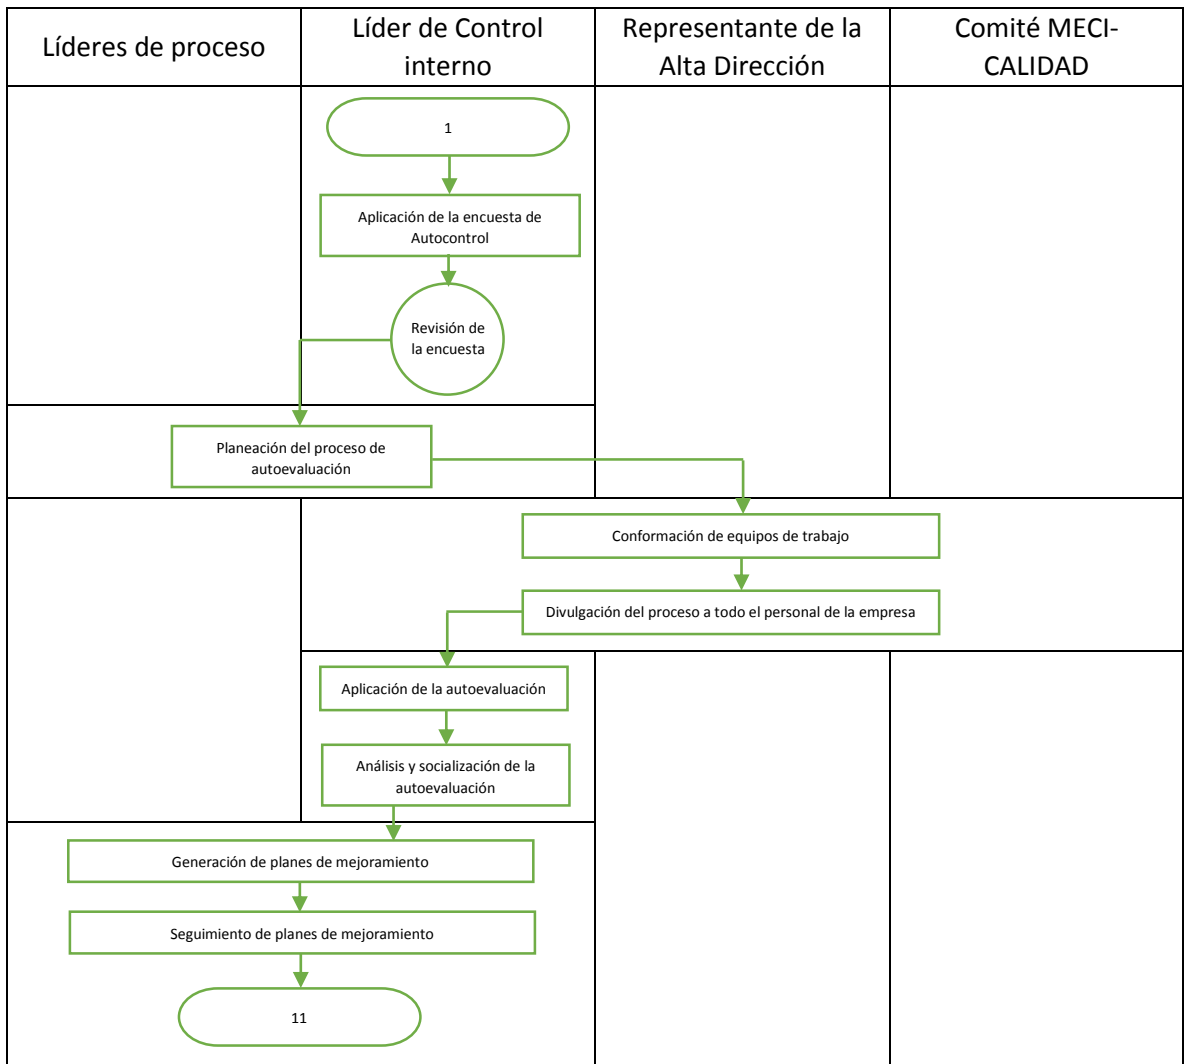 Líderes de proceso
Líder de Control
interno
Representante de la
Alta Dirección
Comité MECI-
CALIDAD
1
Aplicación de la encuesta de
Autocontrol
Revisión de
la encuesta
Planeación del proceso de
autoevaluación
Conformación de equipos de trabajo
Divulgación del proceso a todo el personal de la empresa
Aplicación de la autoevaluación
Análisis y socialización de la
autoevaluación
Generación de planes de mejoramiento
Seguimiento de planes de mejoramiento
11